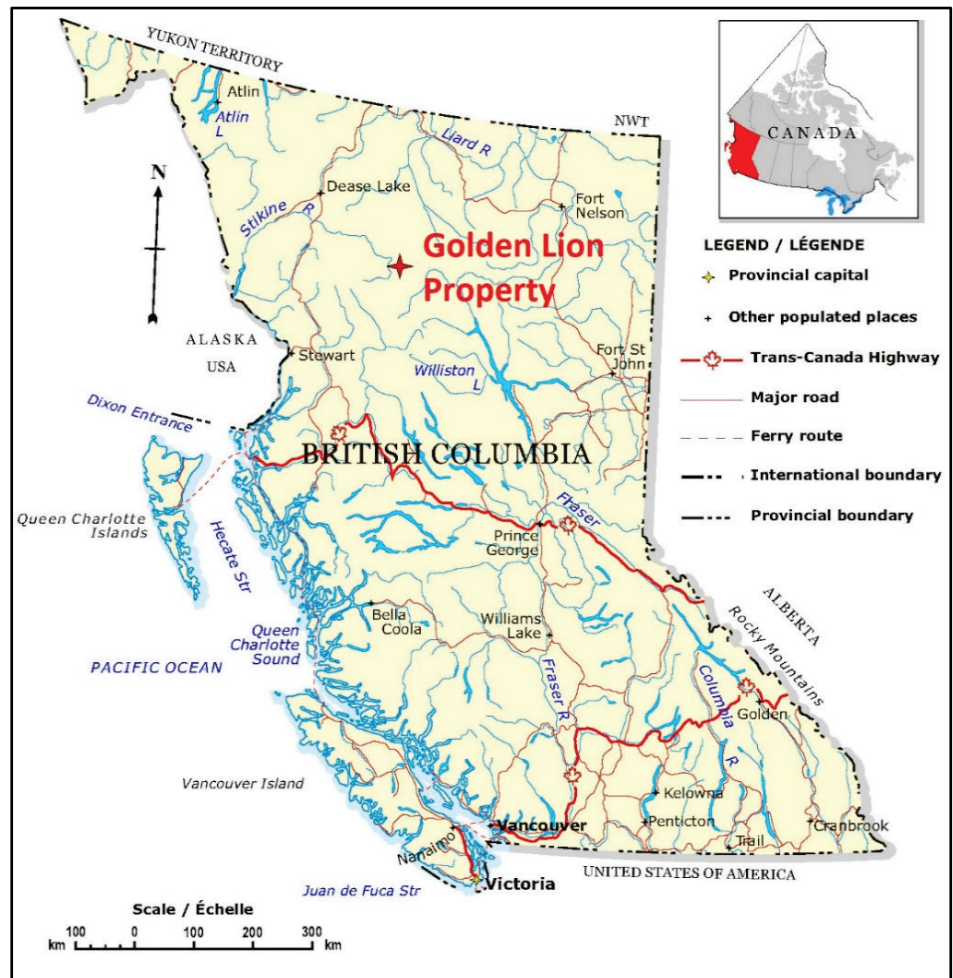 YUKON TERRITORY
NWT
Atlin
Atlin
L
Liard R
Dease Lake
Stikine R
Fort
Nelson
N
Golden Lion
Property
ALASKA
USA
Stewart
Williston
L
Fort St
John
Dixon Entrance
BRITISH COLUMBIA
Queen Charlotte
Islands
Hecate Str
Fraser
Prince
George
Bella
Coola
Williams
Lake
Queen
Charlotte
Sound
PACIFIC OCEAN
Fraser R
ALBERTA
Rocky Mountains
Columbia
R
Golden
Vancouver Island
Kelowna
Penticton
Cranbrook
Trail
Vancouver
Nanaimo
Victoria
Juan de Fuca Str
UNITED STATES OF AMERICA
Scale / Échelle
100 0 100 200 300
km km
CANADA
LEGEND / LÉGENDE
Provincial capital
Other populated places
Trans-Canada Highway
Major road
Ferry route
International boundary
Provincial boundary